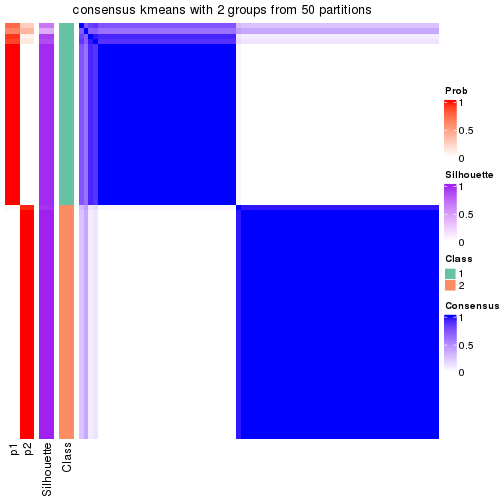 consensus kmeans with 2 groups from 50 partitions
Prob
1
0.5
0
Silhouette
1
0.5
0
Class
1
2
Consensus
1
0.5
0
p1
p2
Silhouette
Class